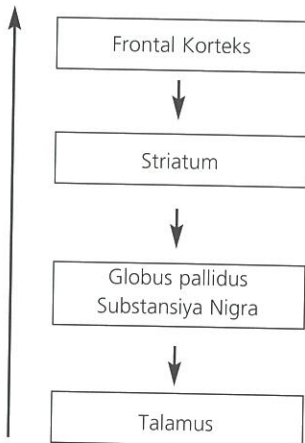 Frontal Korteks
Striatum
Globus pallidus
Substansiya Nigra
Talamus